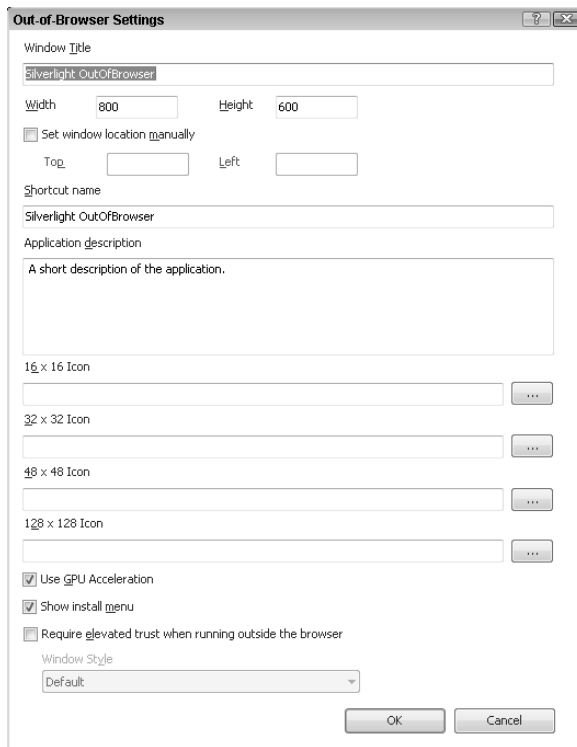 Out-of-Browser Settings
Window Title
Silverlight OutOfBrowser
Width 800 Height 600
Set window location manually
Top Left
Shortcut name
Silverlight OutOfBrowser
Application description
A short description of the application.
16 x 16 Icon
...
32 x 32 Icon
...
48 x 48 Icon
...
128 x 128 Icon
...
Use GPU Acceleration
Show install menu
Require elevated trust when running outside the browser
Window Style
Default
OK Cancel